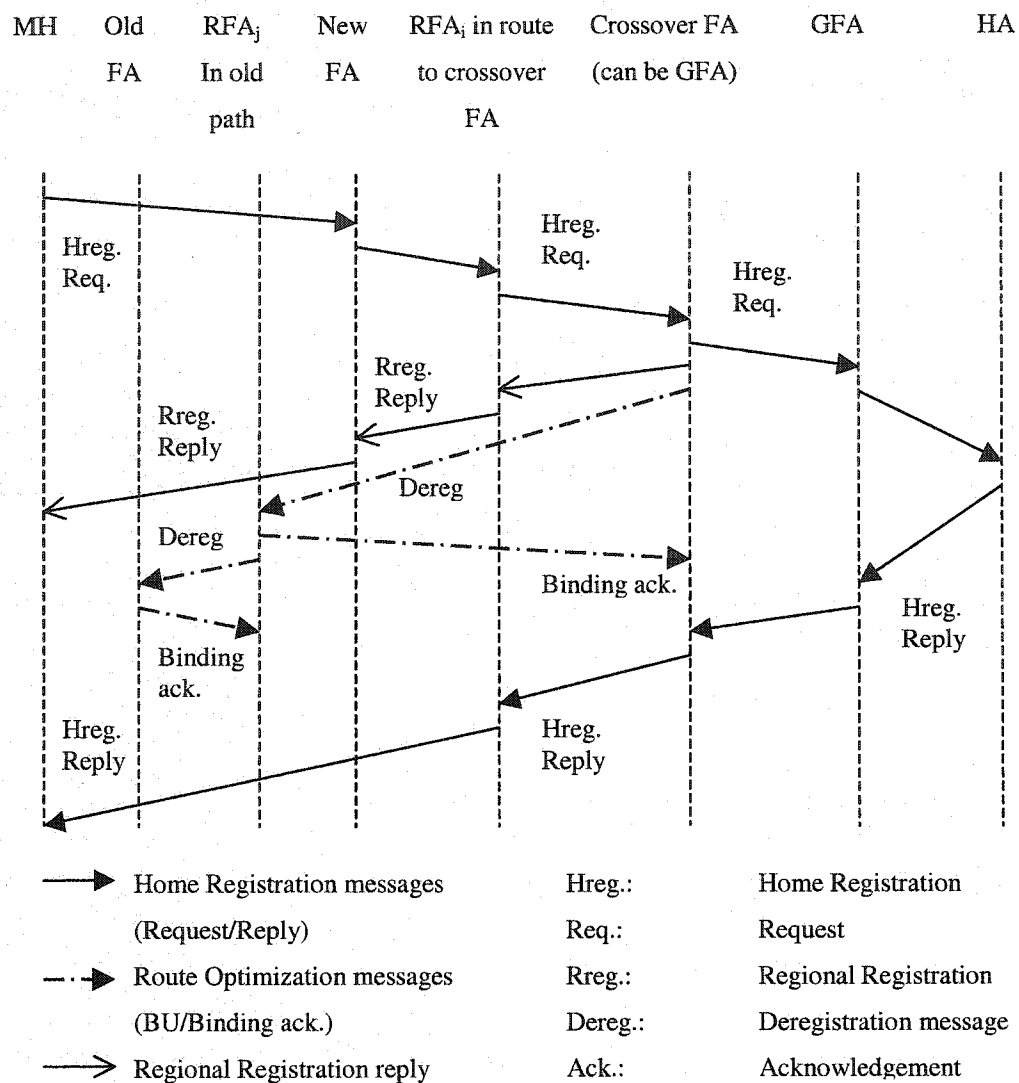 MH Old RFAj New RFAi in route Crossover FA GFA HA
FA In old FA to crossover (can be GFA)
path FA
Hreg.
Req.
Hreg.
Req.
Hreg.
Req.
Rreg.
Reply
Rreg.
Reply
Dereg
Dereg
Binding ack.
Hreg.
Reply
Binding
ack.
Hreg.
Reply
Hreg.
Reply
Home Registration messages Hreg.: Home Registration
(Request/Reply) Req.: Request
Route Optimization messages Rreg.: Regional Registration
(BU/Binding ack.) Dereg.: Deregistration message
Regional Registration reply Ack.: Acknowledgement